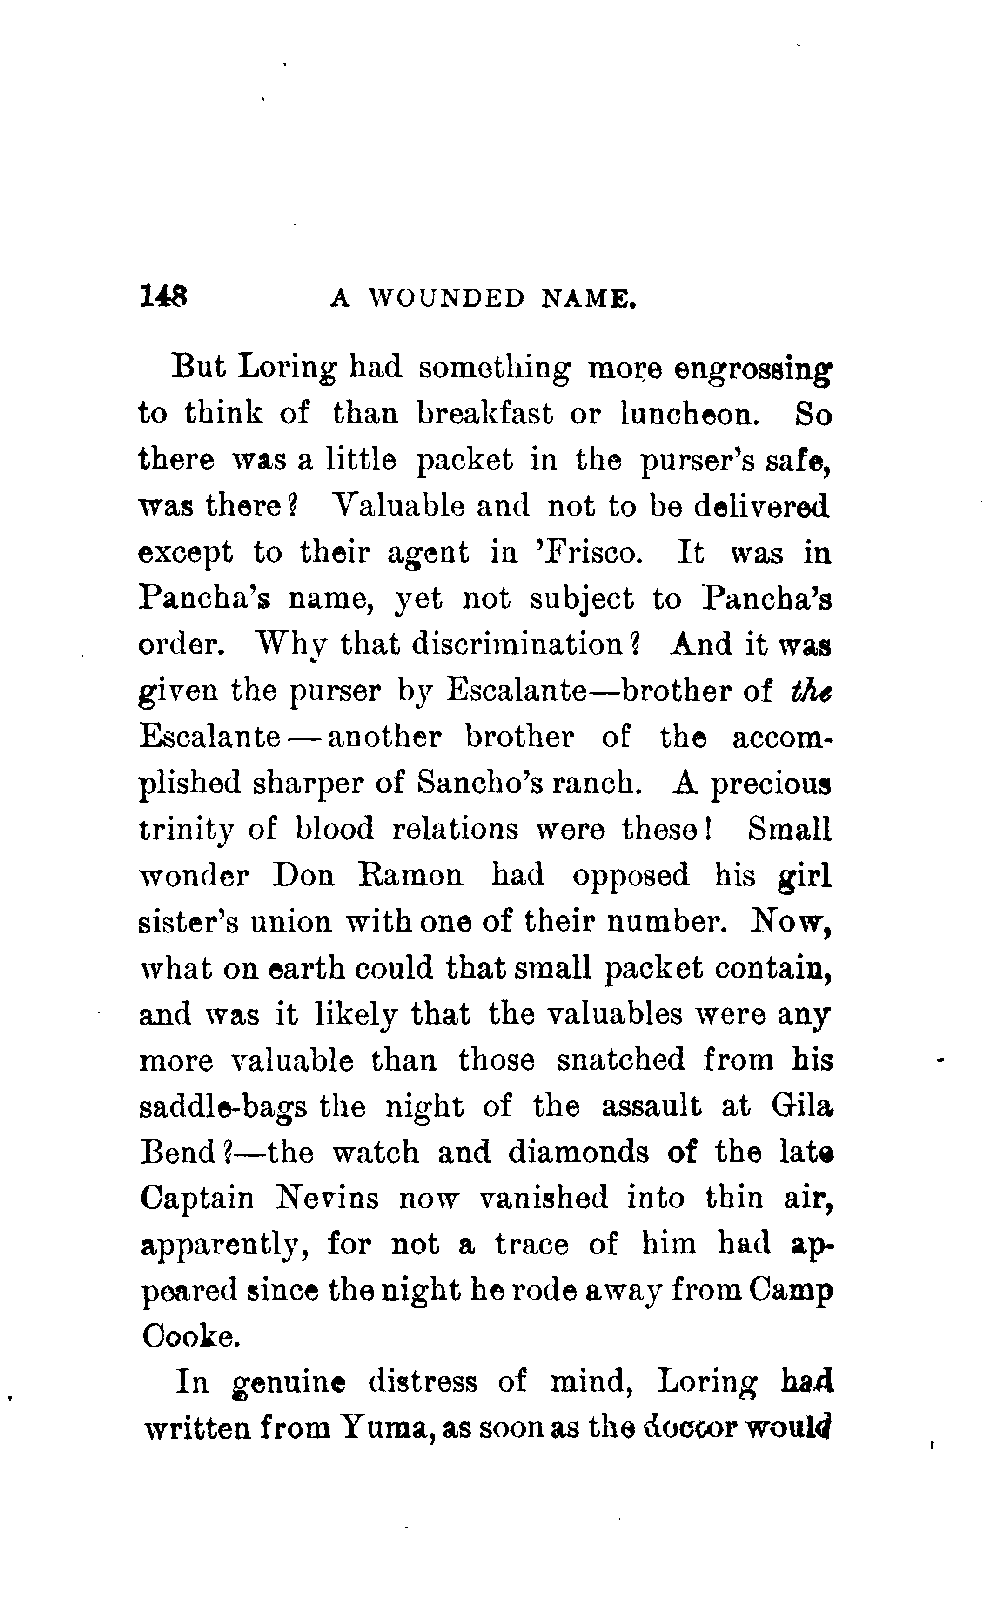 148 A WOUNDED NAME.
But Loring had something more engrossing
to think of than breakfast or luncheon. So
there was a little packet in the purser's safe,
was there? Valuable and not to be delivered
except to their agent in 'Frisco. It was in
Pancha's name, yet not subject to Pancha's
order. Why that discrimination? And it was
given the purser by Escalante—brother of the
Escalante—another brother of the accom-
plished sharper of Sancho's ranch. A precious
trinity of blood relations were these! Small
wonder Don Ramon had opposed his girl
sister's union with one of their number. Now,
what on earth could that small packet contain,
and was it likely that the valuables were any
more valuable than those snatched from his
saddle-bags the night of the assault at Gila
Bend?—the watch and diamonds of the late
Captain Nevins now vanished into thin air,
apparently, for not a trace of him had ap-
peared since the night he rode away from Camp
Cooke.
In genuine distress of mind, Loring had
written from Yuma, as soon as the doctor would